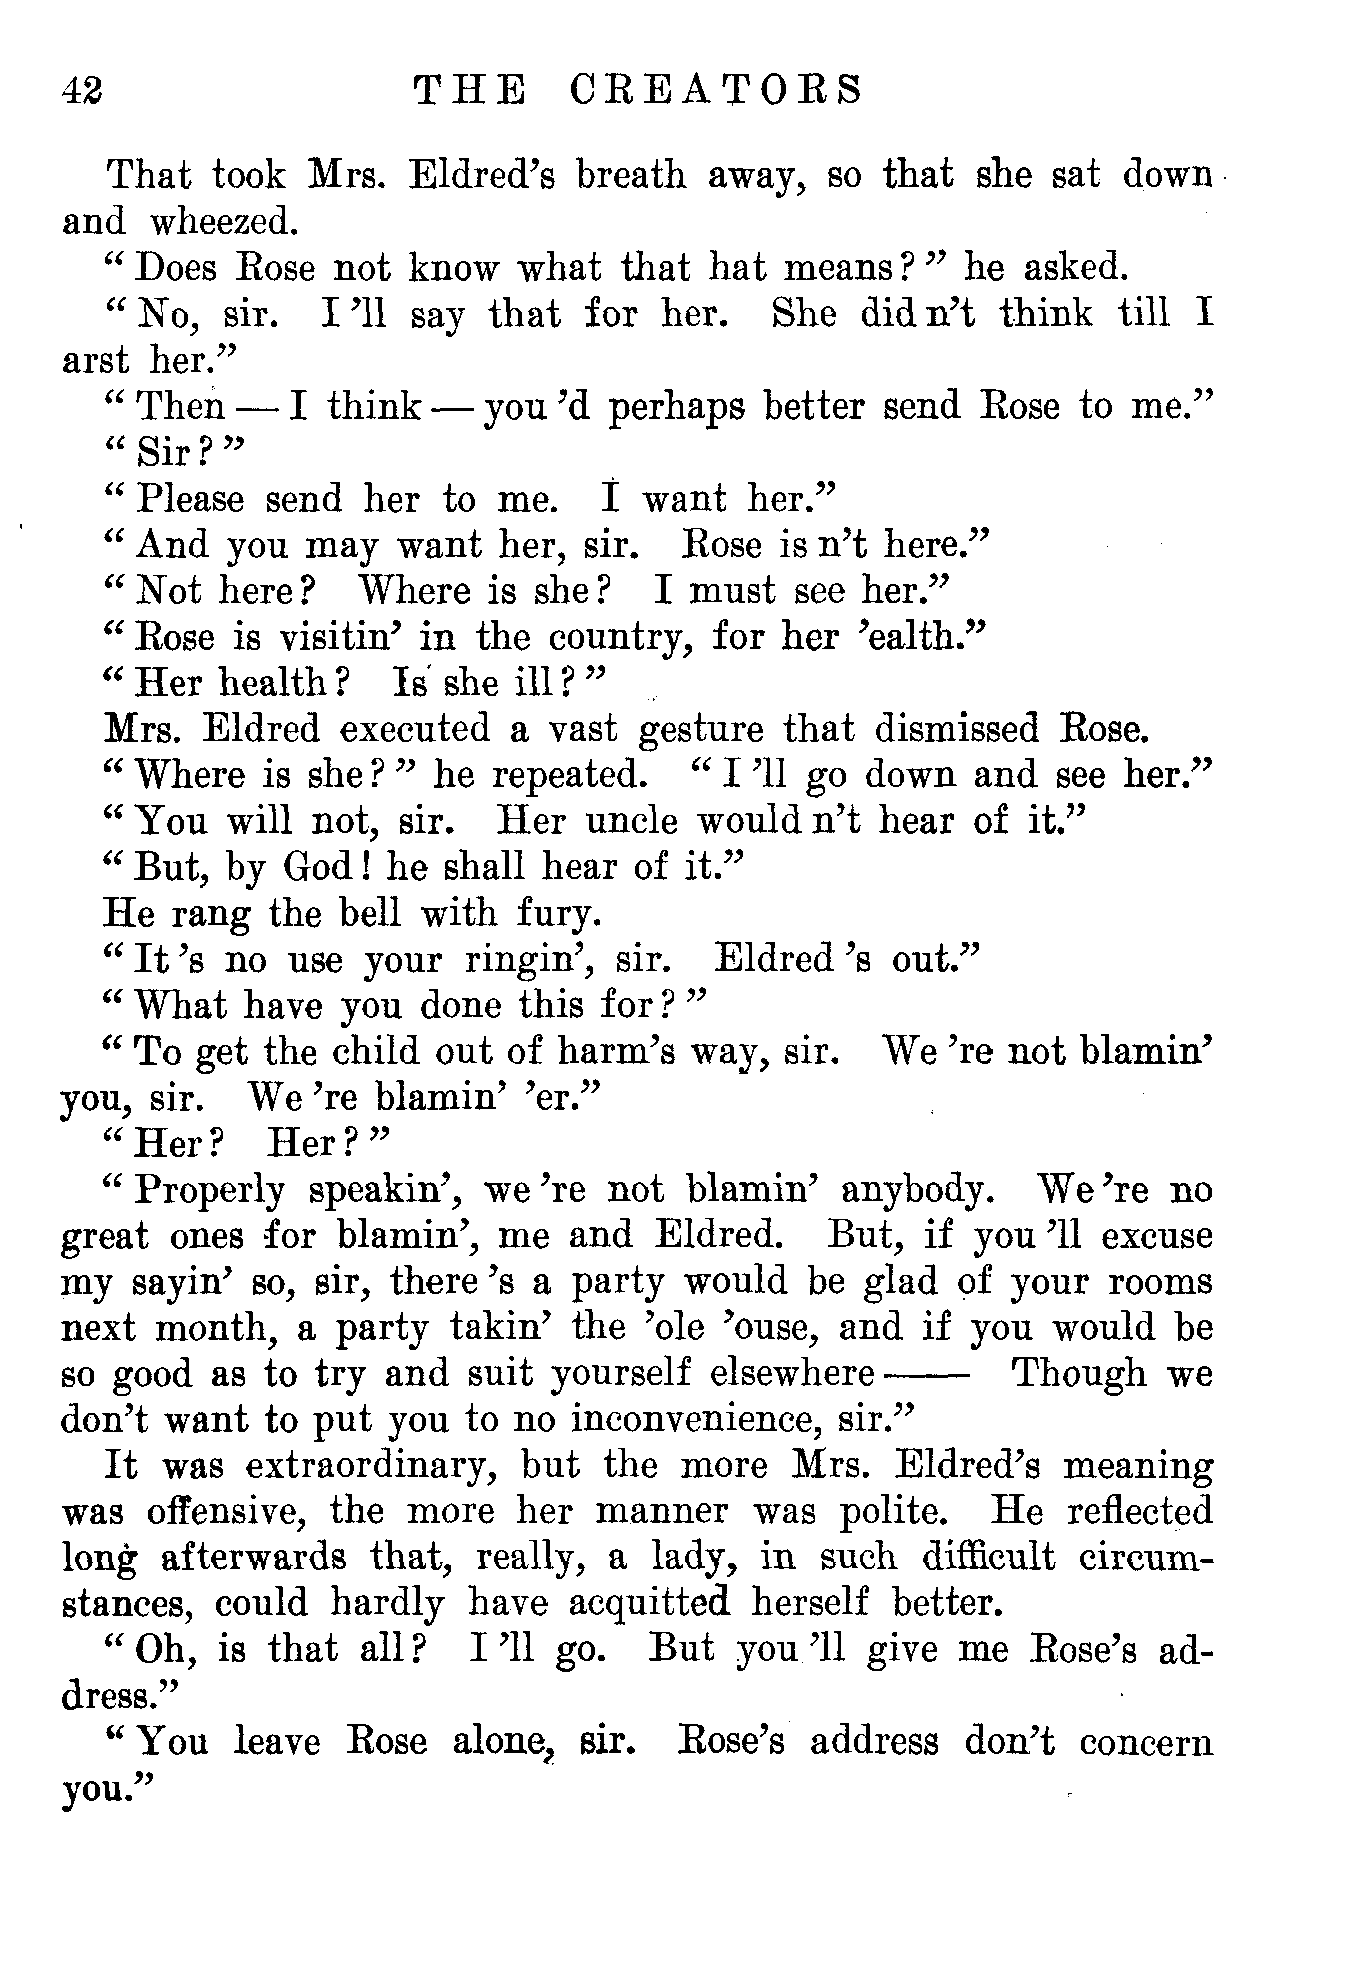 42 THE CREATORS
That took Mrs. Eldred’s breath away, so that she sat down
and wheezed.
“ Does Rose not know what that hat means ? ” he asked.
“ No, sir. I ’ll say that for her. She did n’t think till I
arst her.”
“ Then — I think — you ’d perhaps better send Rose to me.”
“ Sir ? ”
“ Please send her to me. I want her.”
“ And you may want her, sir. Rose is n’t here.”
“ Not here ? Where is she ? I must see her.”
“ Rose is visitin’ in the country, for her ’ealth.”
“ Her health ? Is she ill ? ”
Mrs. Eldred executed a vast gesture that dismissed Rose.
“ Where is she ? ” he repeated. “ I ’ll go down and see her.”
“ You will not, sir. Her uncle would n’t hear of it.”
“ But, by God ! he shall hear of it.”
He rang the bell with fury.
“ It ’s no use your ringin’, sir. Eldred ’s out.”
“ What have you done this for ? ”
“ To get the child out of harm’s way, sir. We ’re not blamin’
you, sir. We ’re blamin’ ’er.”
“ Her ? Her ? ”
“ Properly speakin’, we ’re not blamin’ anybody. We ’re no
great ones for blamin’, me and Eldred. But, if you ’ll excuse
my sayin’ so, sir, there ’s a party would be glad of your rooms
next month, a party takin’ the ’ole ’ouse, and if you would be
so good as to try and suit yourself elsewhere —— Though we
don’t want to put you to no inconvenience, sir.”
It was extraordinary, but the more Mrs. Eldred’s meaning
was offensive, the more her manner was polite. He reflected
long afterwards that, really, a lady, in such difficult circum-
stances, could hardly have acquitted herself better.
“ Oh, is that all ? I ’ll go. But you ’ll give me Rose’s ad-
dress.”
“ You leave Rose alone, sir. Rose’s address don’t concern
you.”